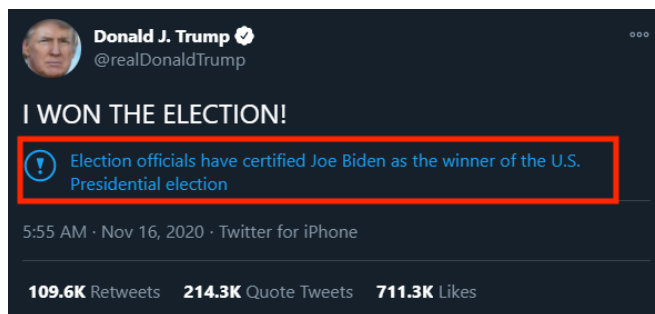 Donald J. Trump
@realDonaldTrump
I WON THE ELECTION!
Election officials have certified Joe Biden as the winner of the U.S.
Presidential election
5:55 AM · Nov 16, 2020 · Twitter for iPhone
109.6K Retweets 214.3K Quote Tweets 711.3K Likes